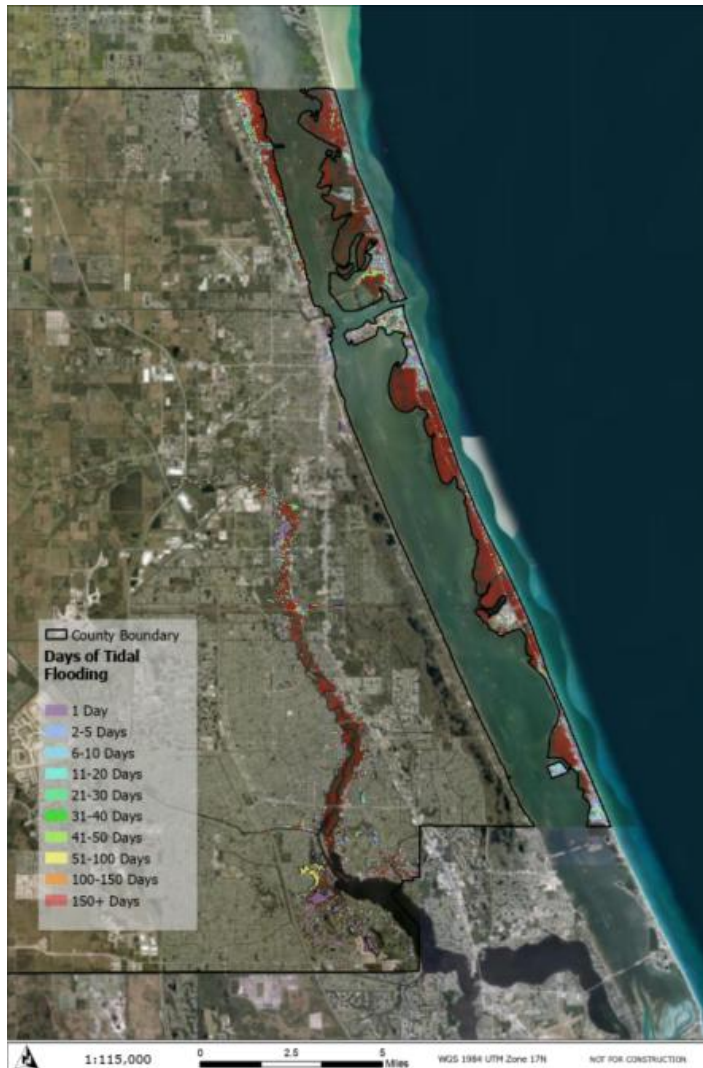 County Boundary
Days of Tidal
Flooding
1 Day
2-5 Days
6-10 Days
11-20 Days
21-30 Days
31-40 Days
41-50 Days
51-100 Days
100-150 Days
150+ Days
1:115,000
0 2.5 5
Miles
WGS 1984 UTM Zone 17N
NOT FOR CONSTRUCTION